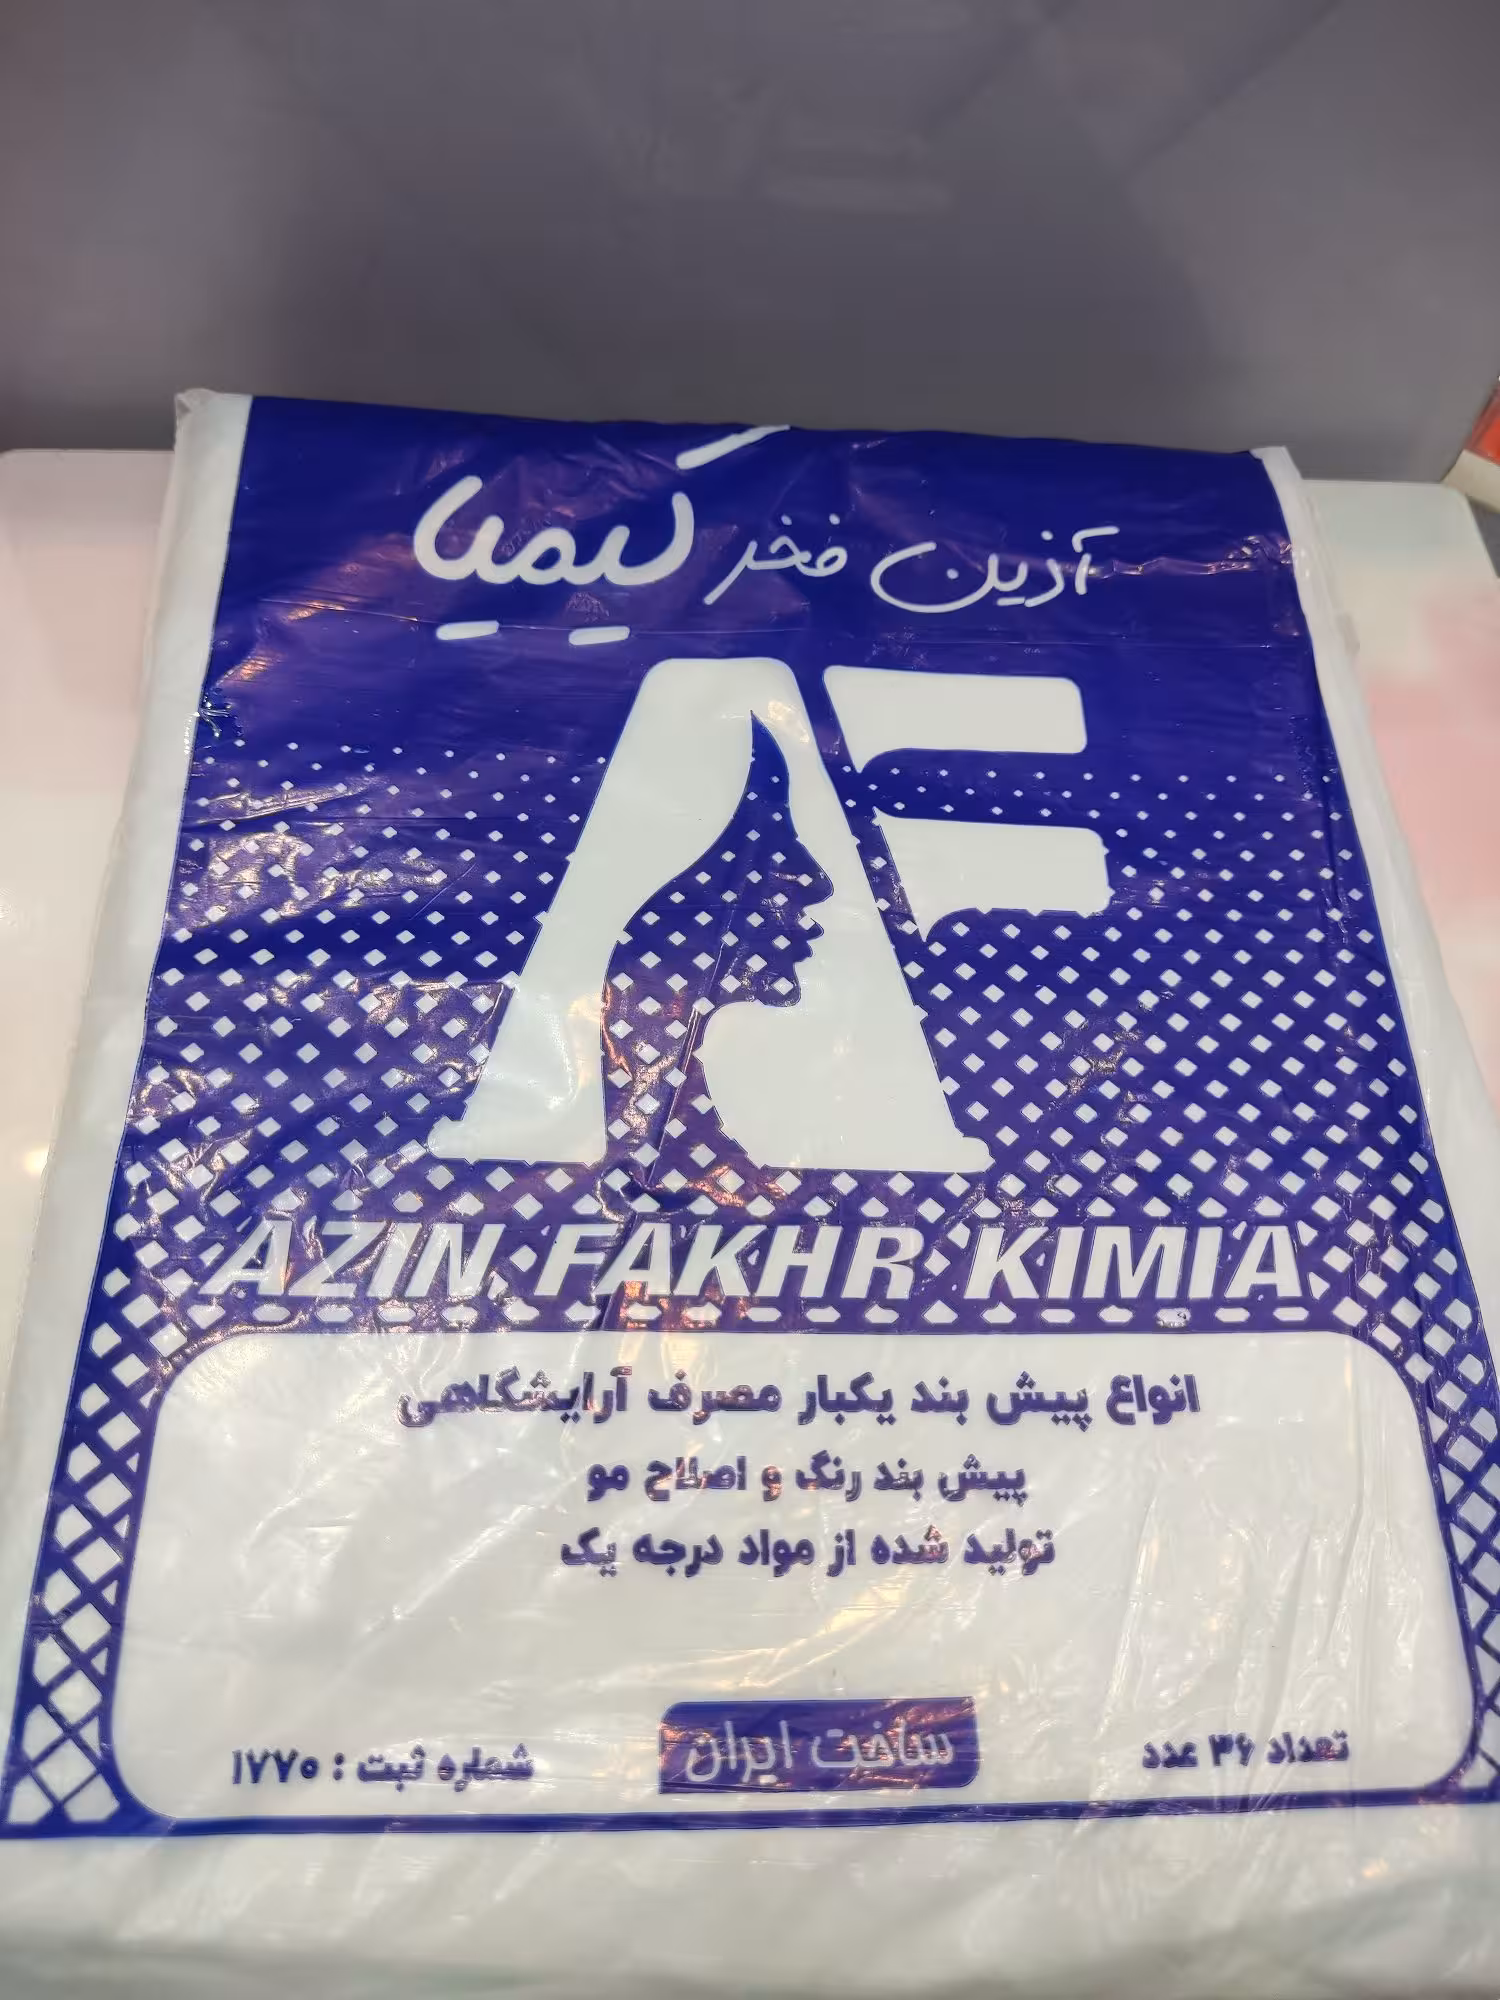 آذین فخر کیمیا
AF
AZIN FAKHR KIMIA
انواع پیش بند یکبار مصرف آرایشگاهی
پیش بند رنگ و اصلاح مو
تولید شده از مواد درجه یک
تعداد ۳۶ عدد
ساخت ایران
شماره ثبت : ۱۷۷۰